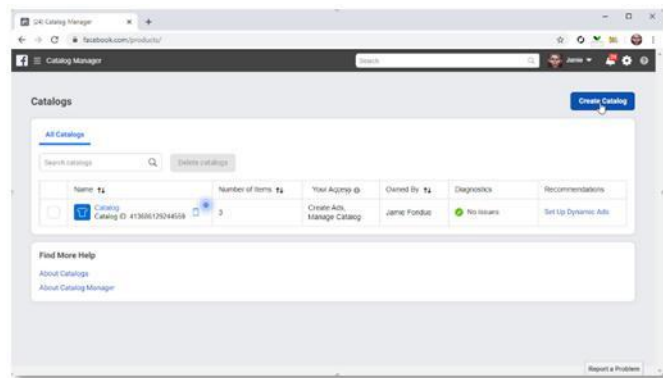 (24) Catalog Manager
facebook.com/products/
Catalog Manager
Search
Jamie
Catalogs
Create Catalog
All Catalogs
Search catalogs
Delete catalogs
Name
Number of Items
Your Access
Owned By
Diagnostics
Recommendations
Catalog
Catalog ID: 413686129244559
3
Create Ads,
Manage Catalog
Jamie Fondue
No issues
Set Up Dynamic Ads
Find More Help
About Catalogs
About Catalog Manager
Report a Problem